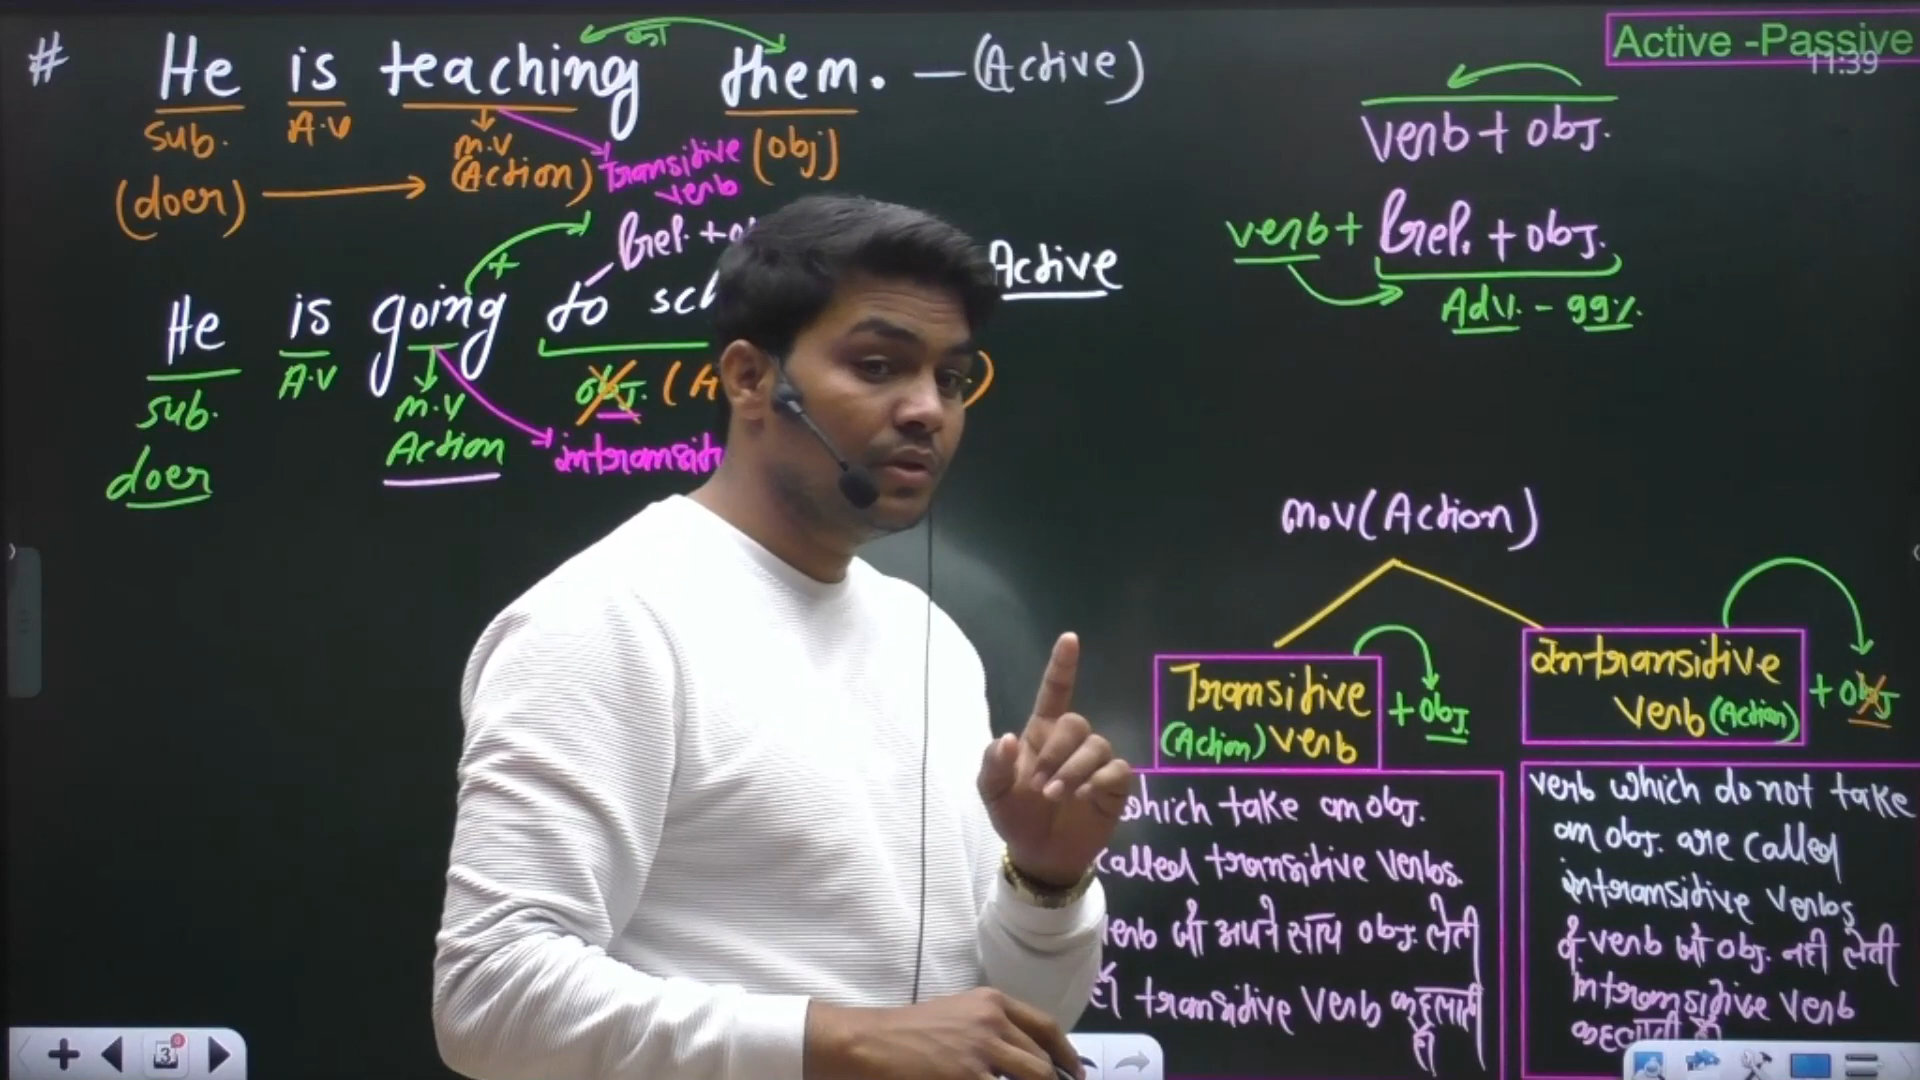 Active -Passive
11:39
# He is teaching them. — (Active)
का
sub. A.V m.v (obj)
(doer) → (Action) Transitive
verb
verb + obj.
verb + Prep. + obj.
Adv. - 99%.
Prep. +
+
He is going to Active
sub. A.V m.v obj. (A )
doer Action
m.v (Action)
Transitive
(Action) verb + obj.
Intransitive
verb (Action) + obj
which take an obj.
called transitive verbs.
verb जो अपने साथ obj. लेती
हो transitive verb कहलाती
है
verb which do not take
an obj. are called
intransitive verbs
वे verb जो obj. नही लेती
Intransitive verb
कहलाती है
3